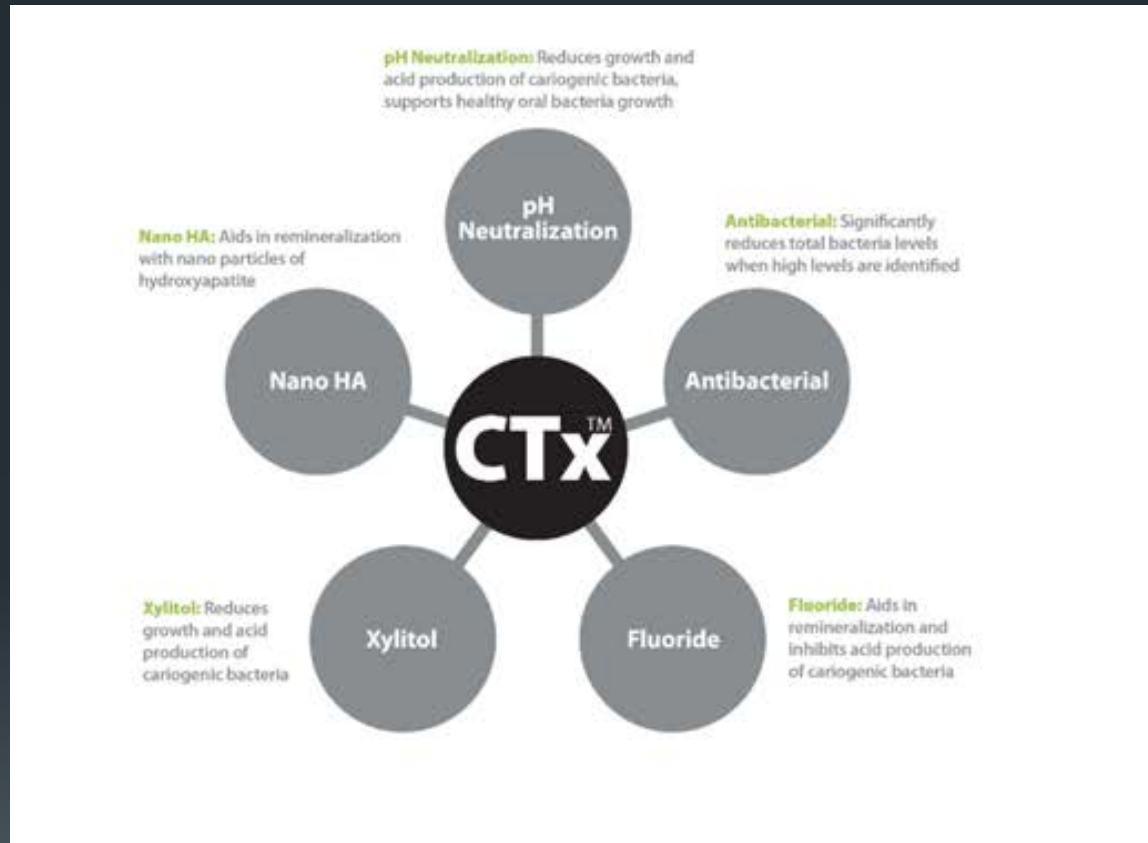 pH Neutralization: Reduces growth and
acid production of cariogenic bacteria,
supports healthy oral bacteria growth
pH
Neutralization
Antibacterial: Significantly
reduces total bacteria levels
when high levels are identified
Nano HA: Aids in remineralization
with nano particles of
hydroxyapatite
Nano HA
Antibacterial
CTx™
Xylitol: Reduces
growth and acid
production of
cariogenic bacteria
Xylitol
Fluoride
Fluoride: Aids in
remineralization and
inhibits acid production
of cariogenic bacteria